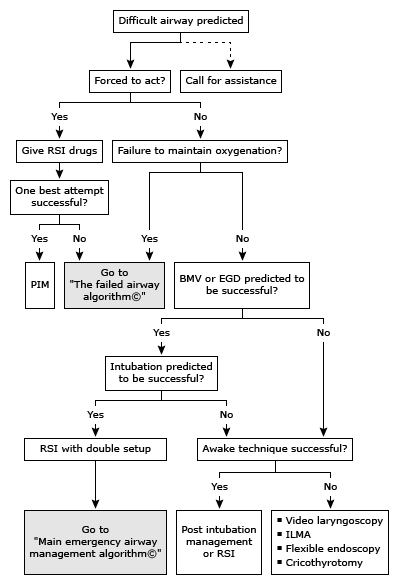 Difficult airway predicted
Forced to act?
Call for assistance
Yes
No
Give RSI drugs
Failure to maintain oxygenation?
One best attempt
successful?
Yes
No
Yes
No
PIM
Go to
"The failed airway
algorithm©"
BMV or EGD predicted to
be successful?
Yes
No
Intubation predicted
to be successful?
Yes
No
RSI with double setup
Awake technique successful?
Yes
No
Go to
"Main emergency airway
management algorithm©"
Post intubation
management
or RSI
▪ Video laryngoscopy
▪ ILMA
▪ Flexible endoscopy
▪ Cricothyrotomy